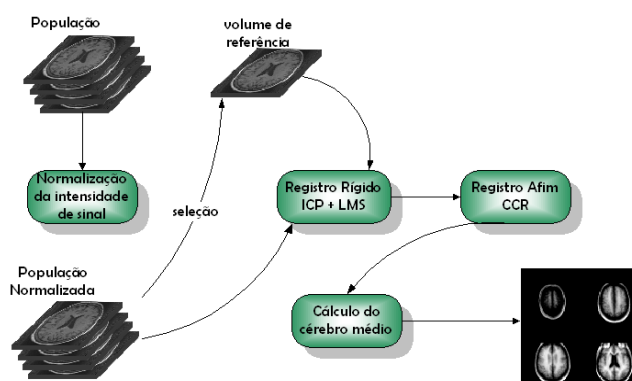 População
volume de
referência
Normalização
da intensidade
de sinal
seleção
Registro Rígido
ICP + LMS
Registro Afim
CCR
População
Normalizada
Cálculo do
cérebro médio